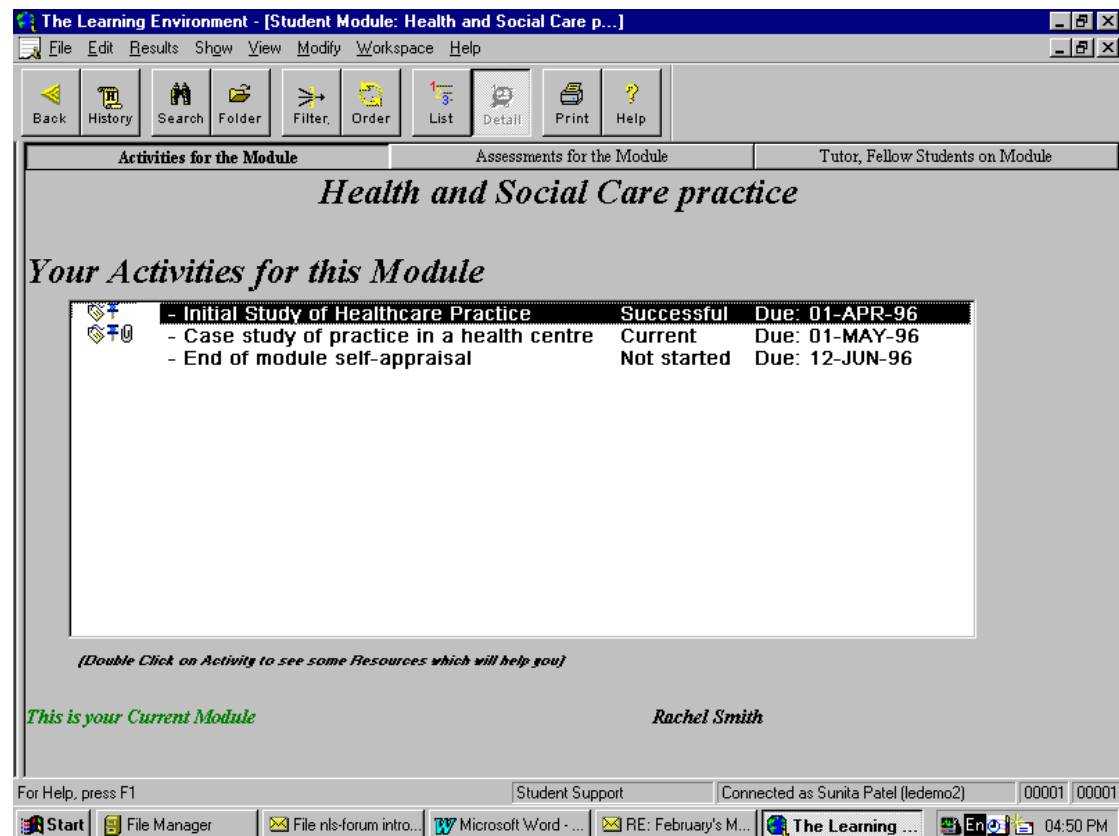 The Learning Environment - [Student Module: Health and Social Care p...]
File Edit Results Show View Modify Workspace Help
Back History Search Folder Filter, Order List Detail Print Help
Activities for the Module Assessments for the Module Tutor, Fellow Students on Module
Health and Social Care practice
Your Activities for this Module
- Initial Study of Healthcare Practice Successful Due: 01-APR-96
- Case study of practice in a health centre Current Due: 01-MAY-96
- End of module self-appraisal Not started Due: 12-JUN-96
(Double Click on Activity to see some Resources which will help you)
This is your Current Module Rachel Smith
For Help, press F1 Student Support Connected as Sunita Patel (ledemo2) 00001 00001
Start File Manager File nls-forum intro... Microsoft Word - ... RE: February's M... The Learning ... En 04:50 PM